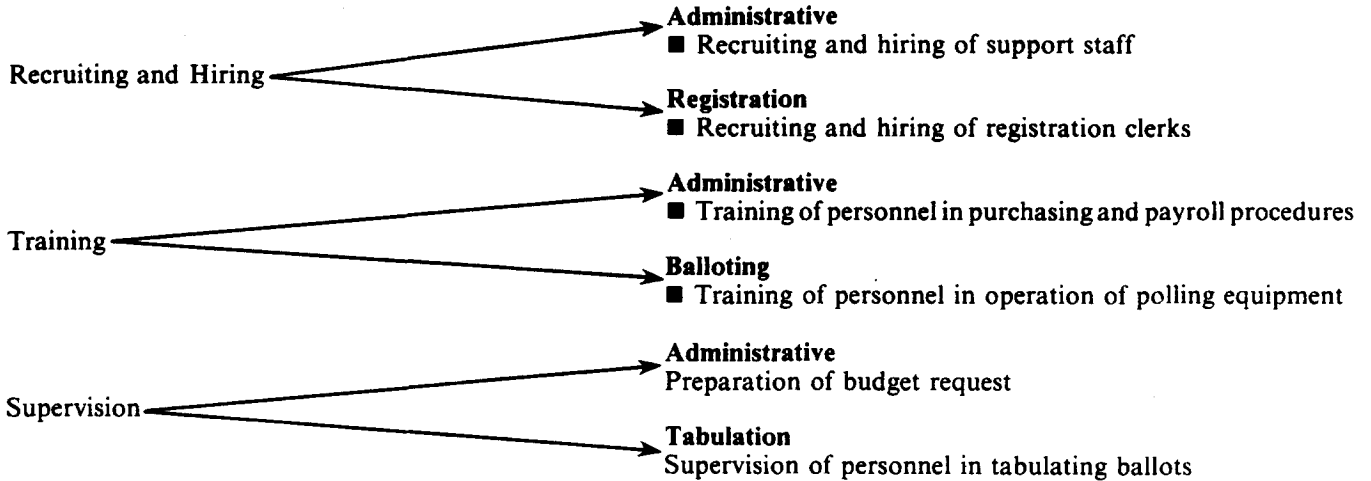 Administrative
■ Recruiting and hiring of support staff
Recruiting and Hiring
Registration
■ Recruiting and hiring of registration clerks
Administrative
■ Training of personnel in purchasing and payroll procedures
Training
Balloting
■ Training of personnel in operation of polling equipment
Administrative
Preparation of budget request
Supervision
Tabulation
Supervision of personnel in tabulating ballots